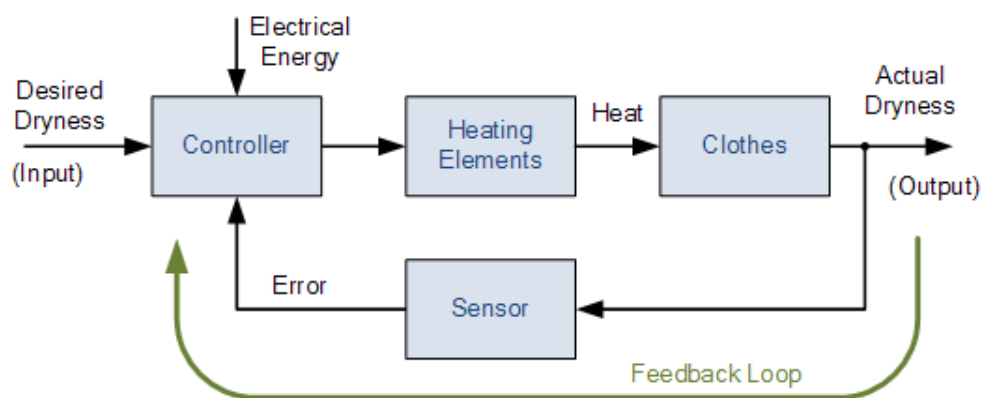 Electrical
Energy
Desired
Dryness
(Input)
Controller
Heating
Elements
Heat
Clothes
Actual
Dryness
(Output)
Error
Sensor
Feedback Loop